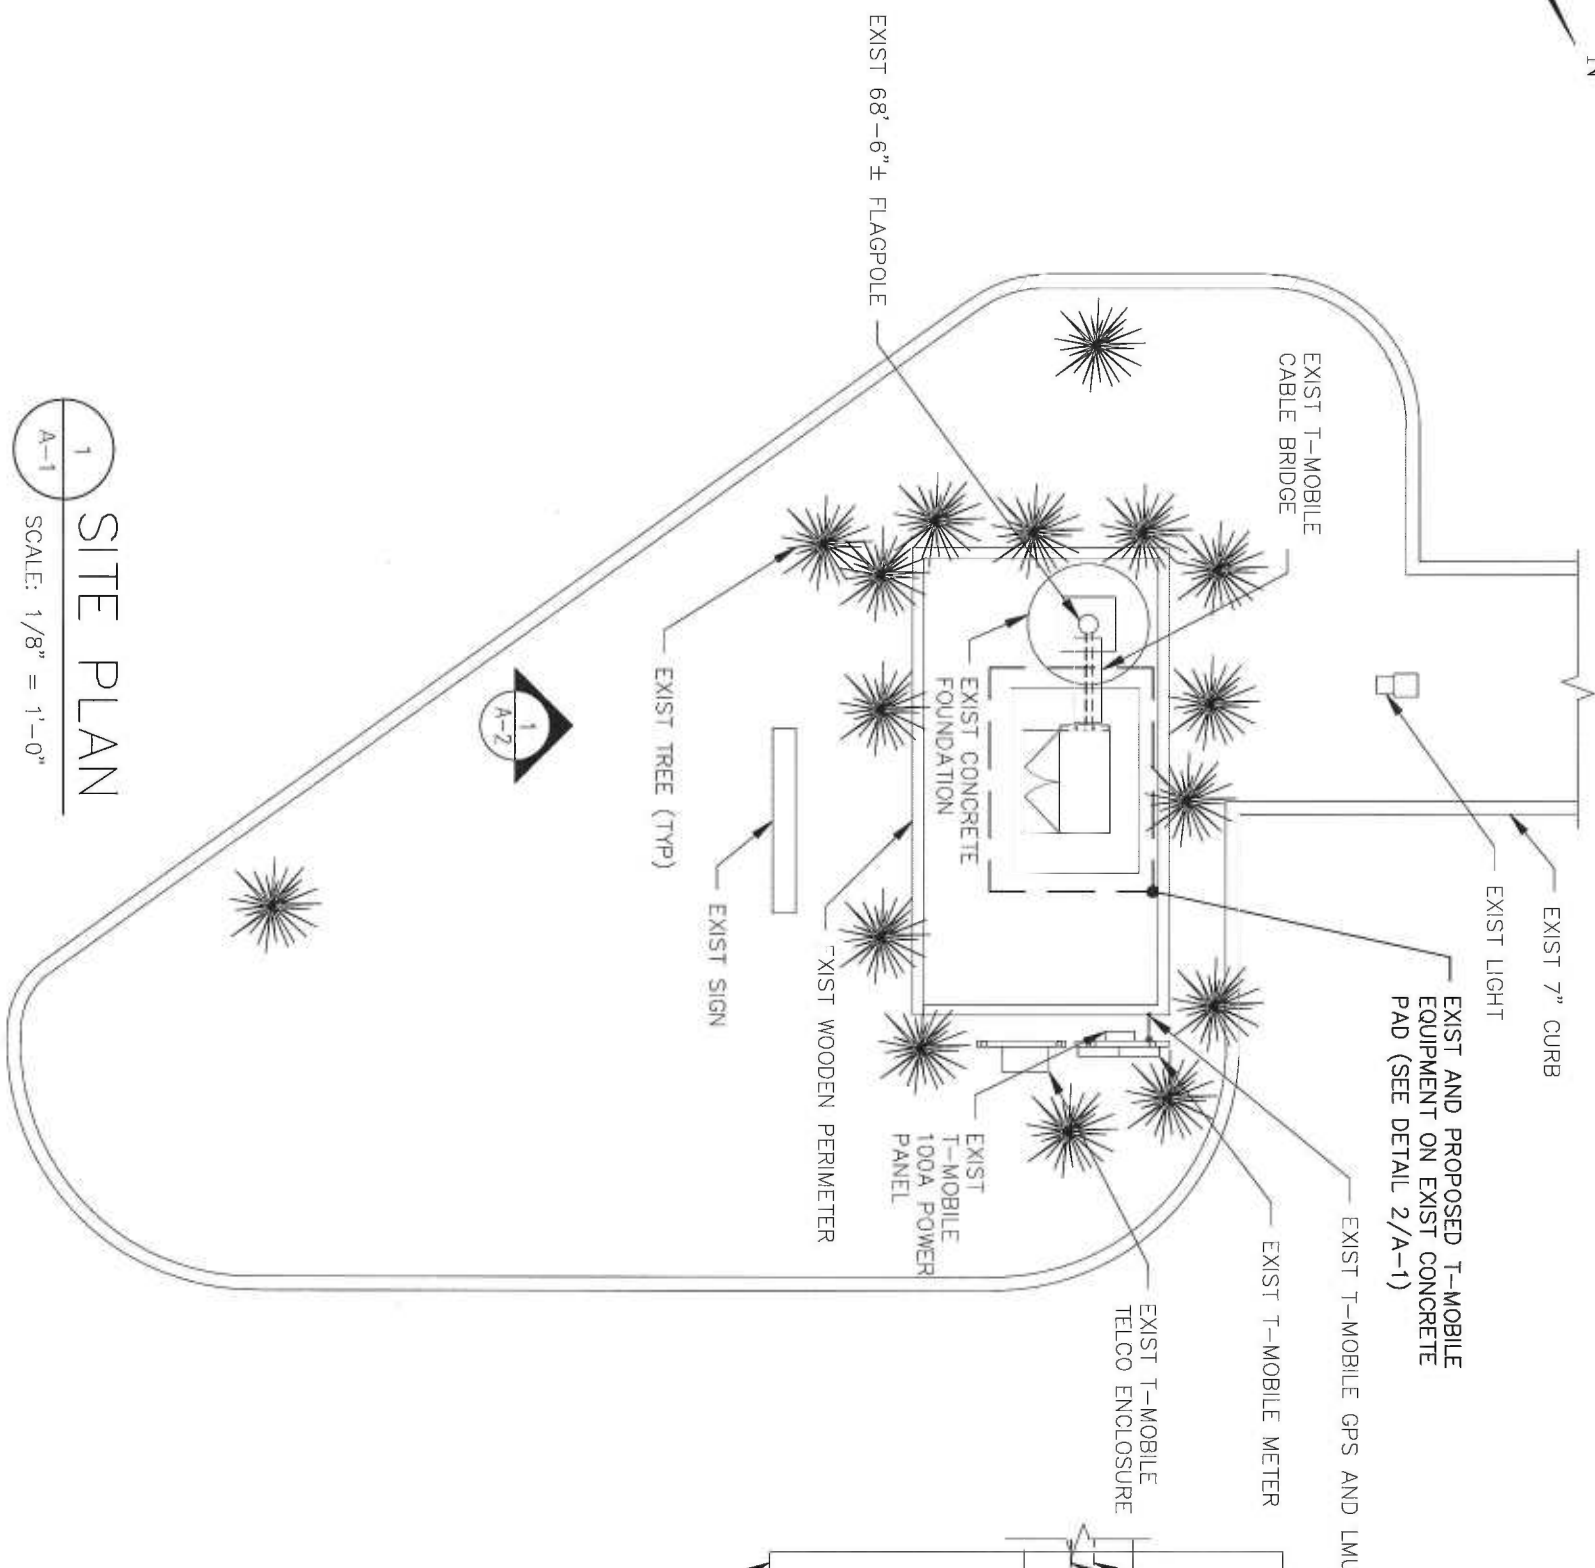 N
EXIST 7" CURB
EXIST LIGHT
EXIST AND PROPOSED T-MOBILE
EQUIPMENT ON EXIST CONCRETE
PAD (SEE DETAIL 2/A-1)
EXIST T-MOBILE GPS AND LMU
EXIST T-MOBILE
CABLE BRIDGE
EXIST T-MOBILE METER
EXIST T-MOBILE
TELCO ENCLOSURE
EXIST 68'-6"± FLAGPOLE
EXIST CONCRETE
FOUNDATION
EXIST
T-MOBILE
100A POWER
PANEL
EXIST WOODEN PERIMETER
EXIST SIGN
EXIST TREE (TYP)
1
A-2
1
A-1
SITE PLAN
SCALE: 1/8" = 1'-0"